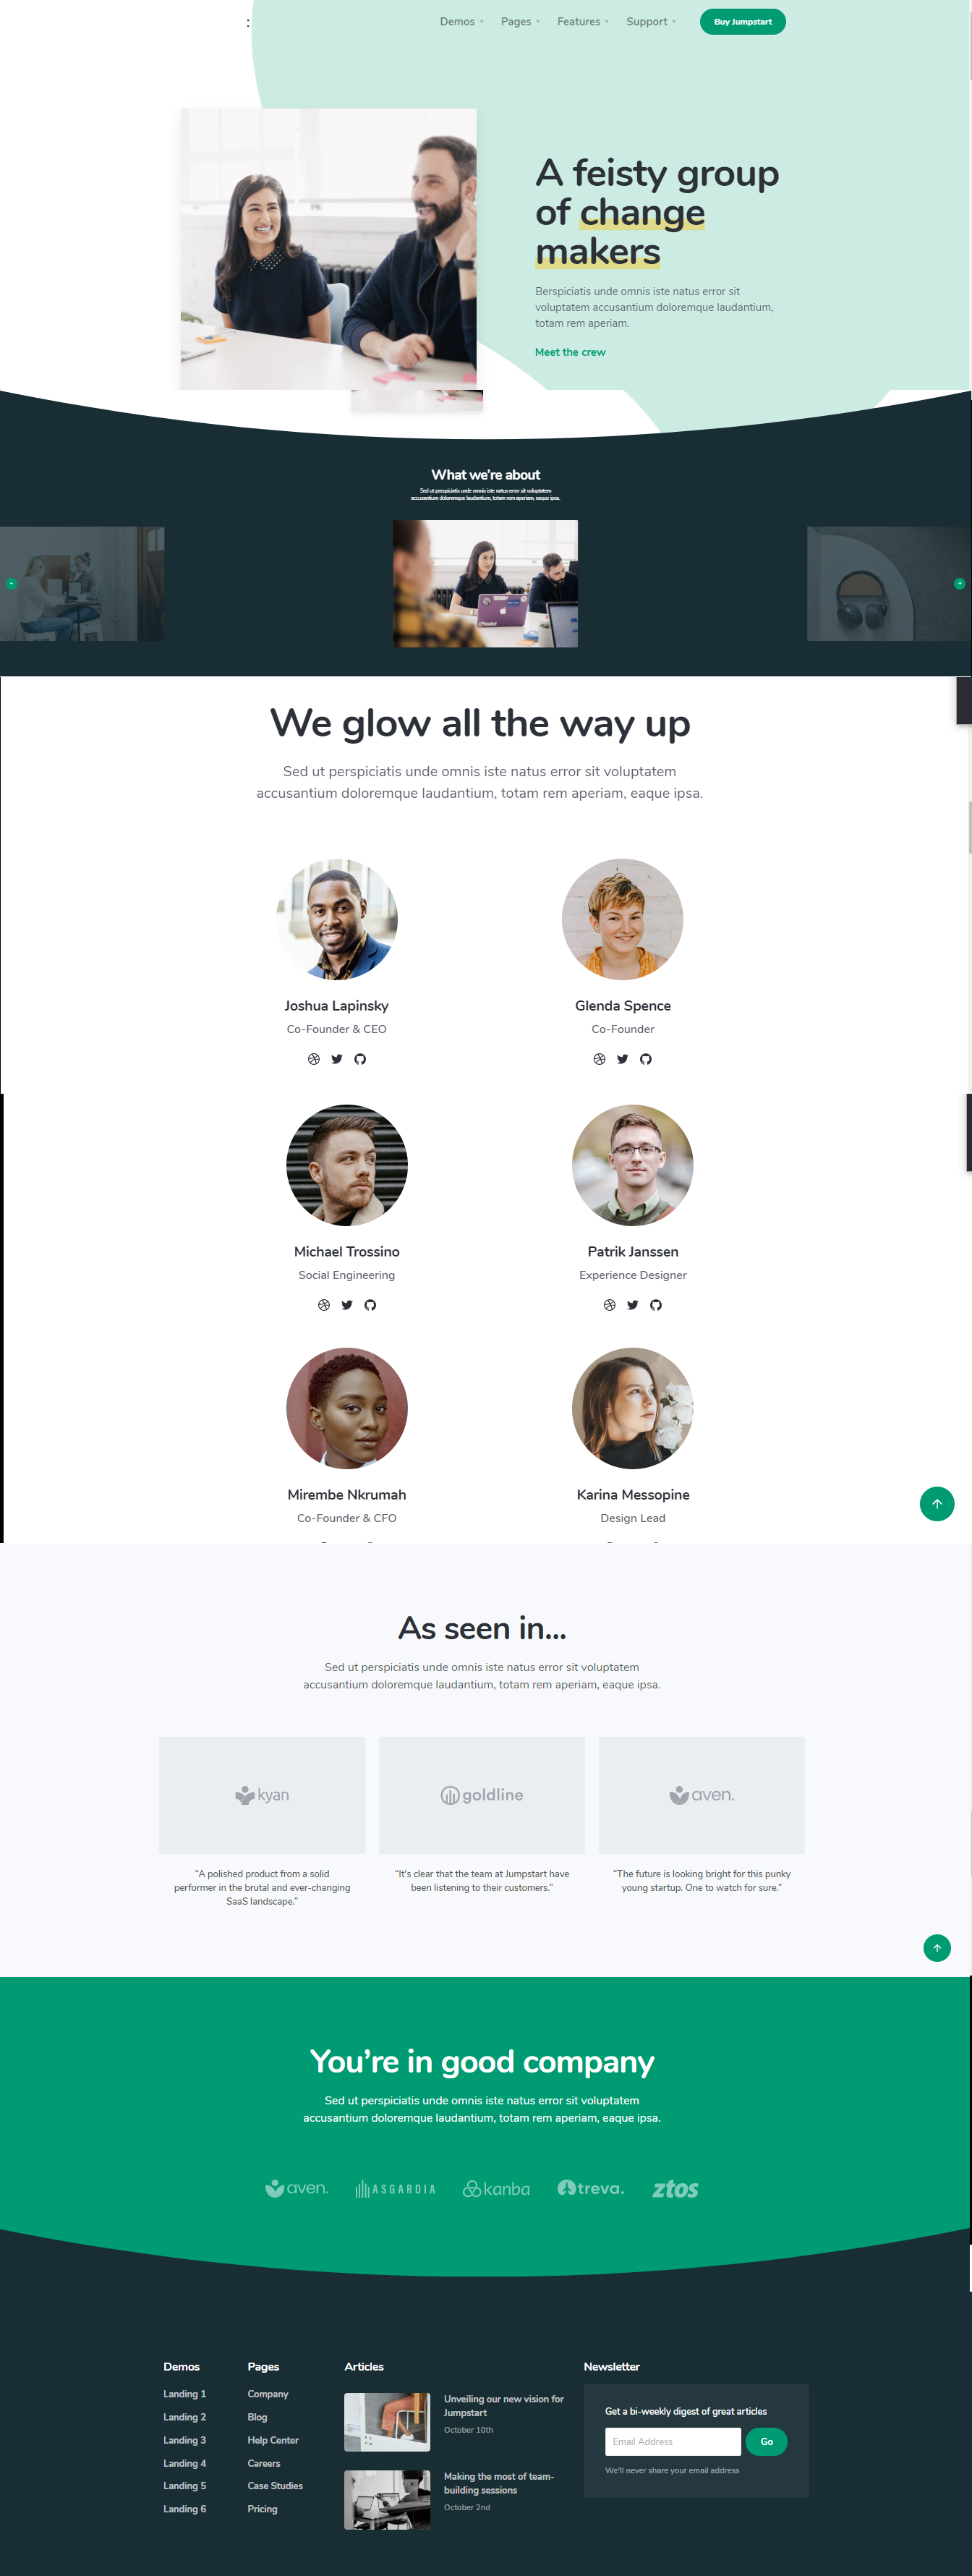 Demos Pages Features Support Buy Jumpstart
A feisty group
of change
makers
Berspiciatis unde omnis iste natus error sit
voluptatem accusantium doloremque laudantium,
totam rem aperiam.
Meet the crew
What we're about
Sed ut perspiciatis unde omnis iste natus error sit voluptatem
accusantium doloremque laudantium, totam rem aperiam, eaque ipsa.
We glow all the way up
Sed ut perspiciatis unde omnis iste natus error sit voluptatem
accusantium doloremque laudantium, totam rem aperiam, eaque ipsa.
Joshua Lapinsky
Co-Founder & CEO
Glenda Spence
Co-Founder
Michael Trossino
Social Engineering
Patrik Janssen
Experience Designer
Mirembe Nkrumah
Co-Founder & CFO
Karina Messopine
Design Lead
As seen in...
Sed ut perspiciatis unde omnis iste natus error sit voluptatem
accusantium doloremque laudantium, totam rem aperiam, eaque ipsa.
kyan
"A polished product from a solid
performer in the brutal and ever-changing
SaaS landscape."
goldline
"It's clear that the team at Jumpstart have
been listening to their customers."
aven.
"The future is looking bright for this punky
young startup. One to watch for sure."
You're in good company
Sed ut perspiciatis unde omnis iste natus error sit voluptatem
accusantium doloremque laudantium, totam rem aperiam, eaque ipsa.
aven. ASGARDIA kanba treva. ztos
Demos
Landing 1
Landing 2
Landing 3
Landing 4
Landing 5
Landing 6
Pages
Company
Blog
Help Center
Careers
Case Studies
Pricing
Articles
Unveiling our new vision for
Jumpstart
October 10th
Making the most of team-
building sessions
October 2nd
Newsletter
Get a bi-weekly digest of great articles
Email Address Go
We'll never share your email address